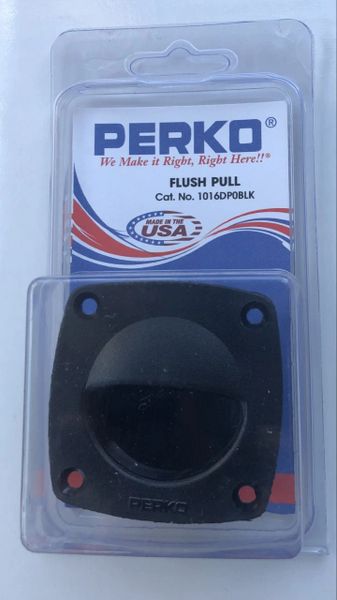 PERKO®
We Make it Right, Right Here!!®
FLUSH PULL
Cat. No. 1016DP0BLK
MADE IN THE
USA
PERKO